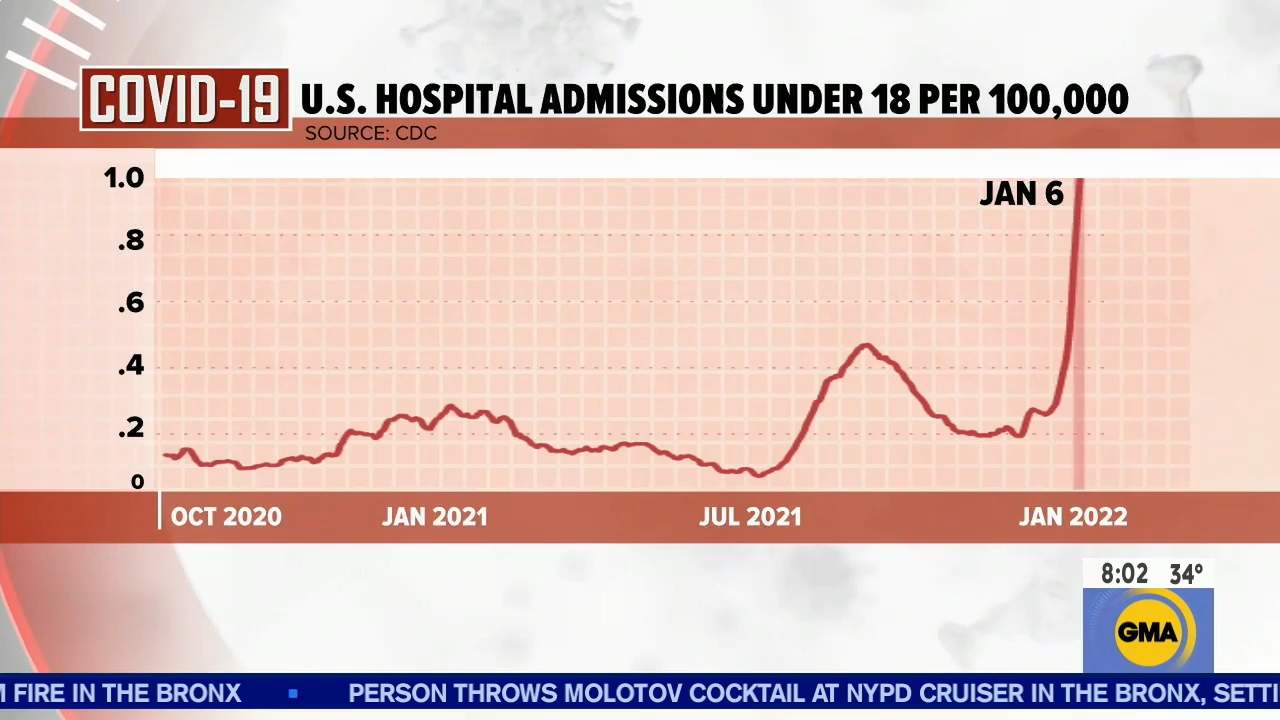 COVID-19 U.S. HOSPITAL ADMISSIONS UNDER 18 PER 100,000
SOURCE: CDC
1.0
JAN 6
.8
.6
.4
.2
0
OCT 2020 JAN 2021 JUL 2021 JAN 2022
8:02 34°
GMA
M FIRE IN THE BRONX ▪ PERSON THROWS MOLOTOV COCKTAIL AT NYPD CRUISER IN THE BRONX, SETTI